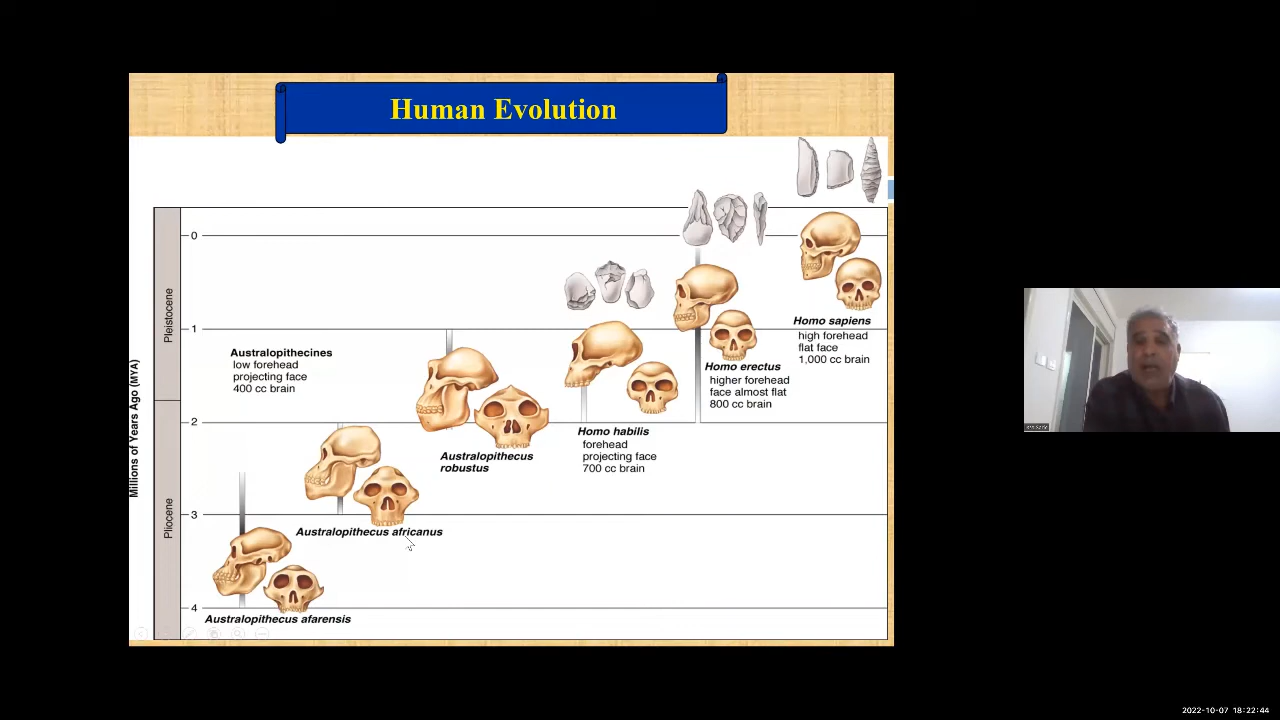 Human Evolution
Millions of Years Ago (MYA)
Pleistocene
Pliocene
0
1
2
3
4
Australopithecines
low forehead
projecting face
400 cc brain
Australopithecus afarensis
Australopithecus africanus
Australopithecus
robustus
Homo habilis
forehead
projecting face
700 cc brain
Homo erectus
higher forehead
face almost flat
800 cc brain
Homo sapiens
high forehead
flat face
1,000 cc brain
2022-10-07 18:22:44